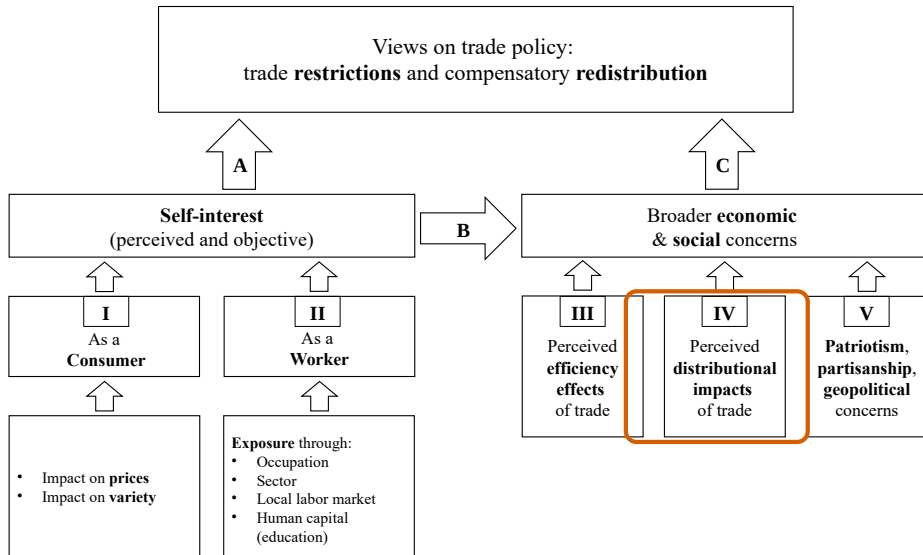 Views on trade policy:
trade restrictions and compensatory redistribution
A
C
Self-interest
(perceived and objective)
B
Broader economic
& social concerns
I
As a
Consumer
II
As a
Worker
III
Perceived
efficiency
effects
of trade
IV
Perceived
distributional
impacts
of trade
V
Patriotism,
partisanship,
geopolitical
concerns
• Impact on prices
• Impact on variety
Exposure through:
• Occupation
• Sector
• Local labor market
• Human capital
(education)